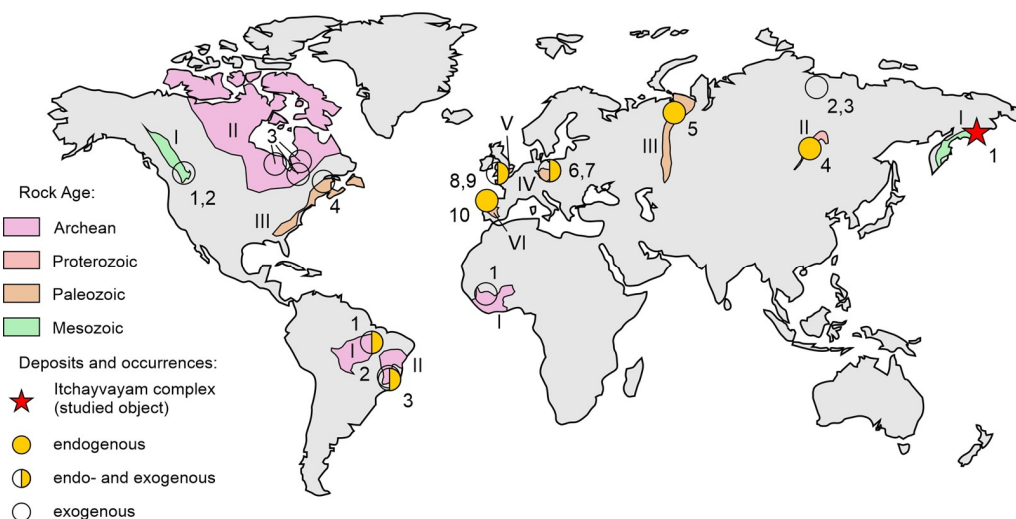 I
II
3
1,2
4
III
V
8,9
IV
6,7
10
VI
III
5
2,3
II
4
I
1
1
I
1
I
II
2
3
Rock Age:
Archean
Proterozoic
Paleozoic
Mesozoic
Deposits and occurrences:
Itchayvayam complex
(studied object)
endogenous
endo- and exogenous
exogenous